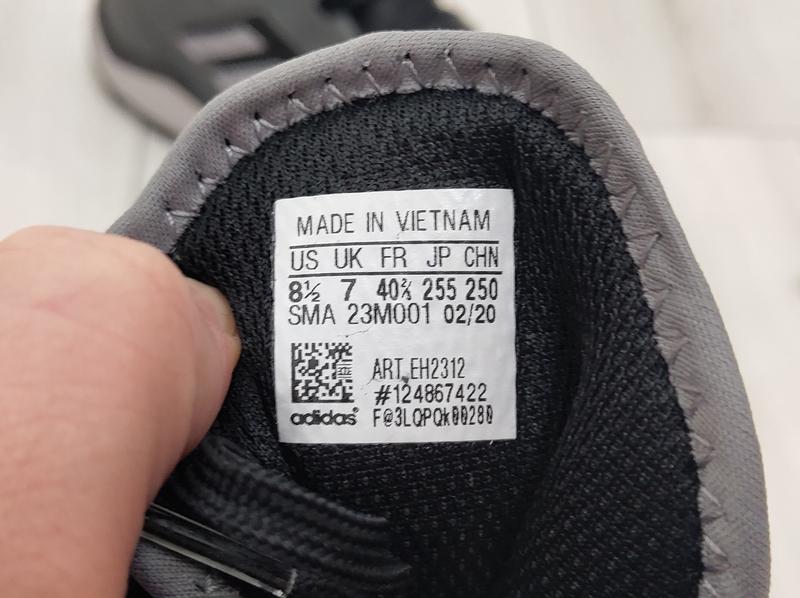 MADE IN VIETNAM
US UK FR JP CHN
8½ 7 40⅔ 255 250
SMA 23M001 02/20
ART EH2312
#124867422
adidas® F@3LQPQk00280